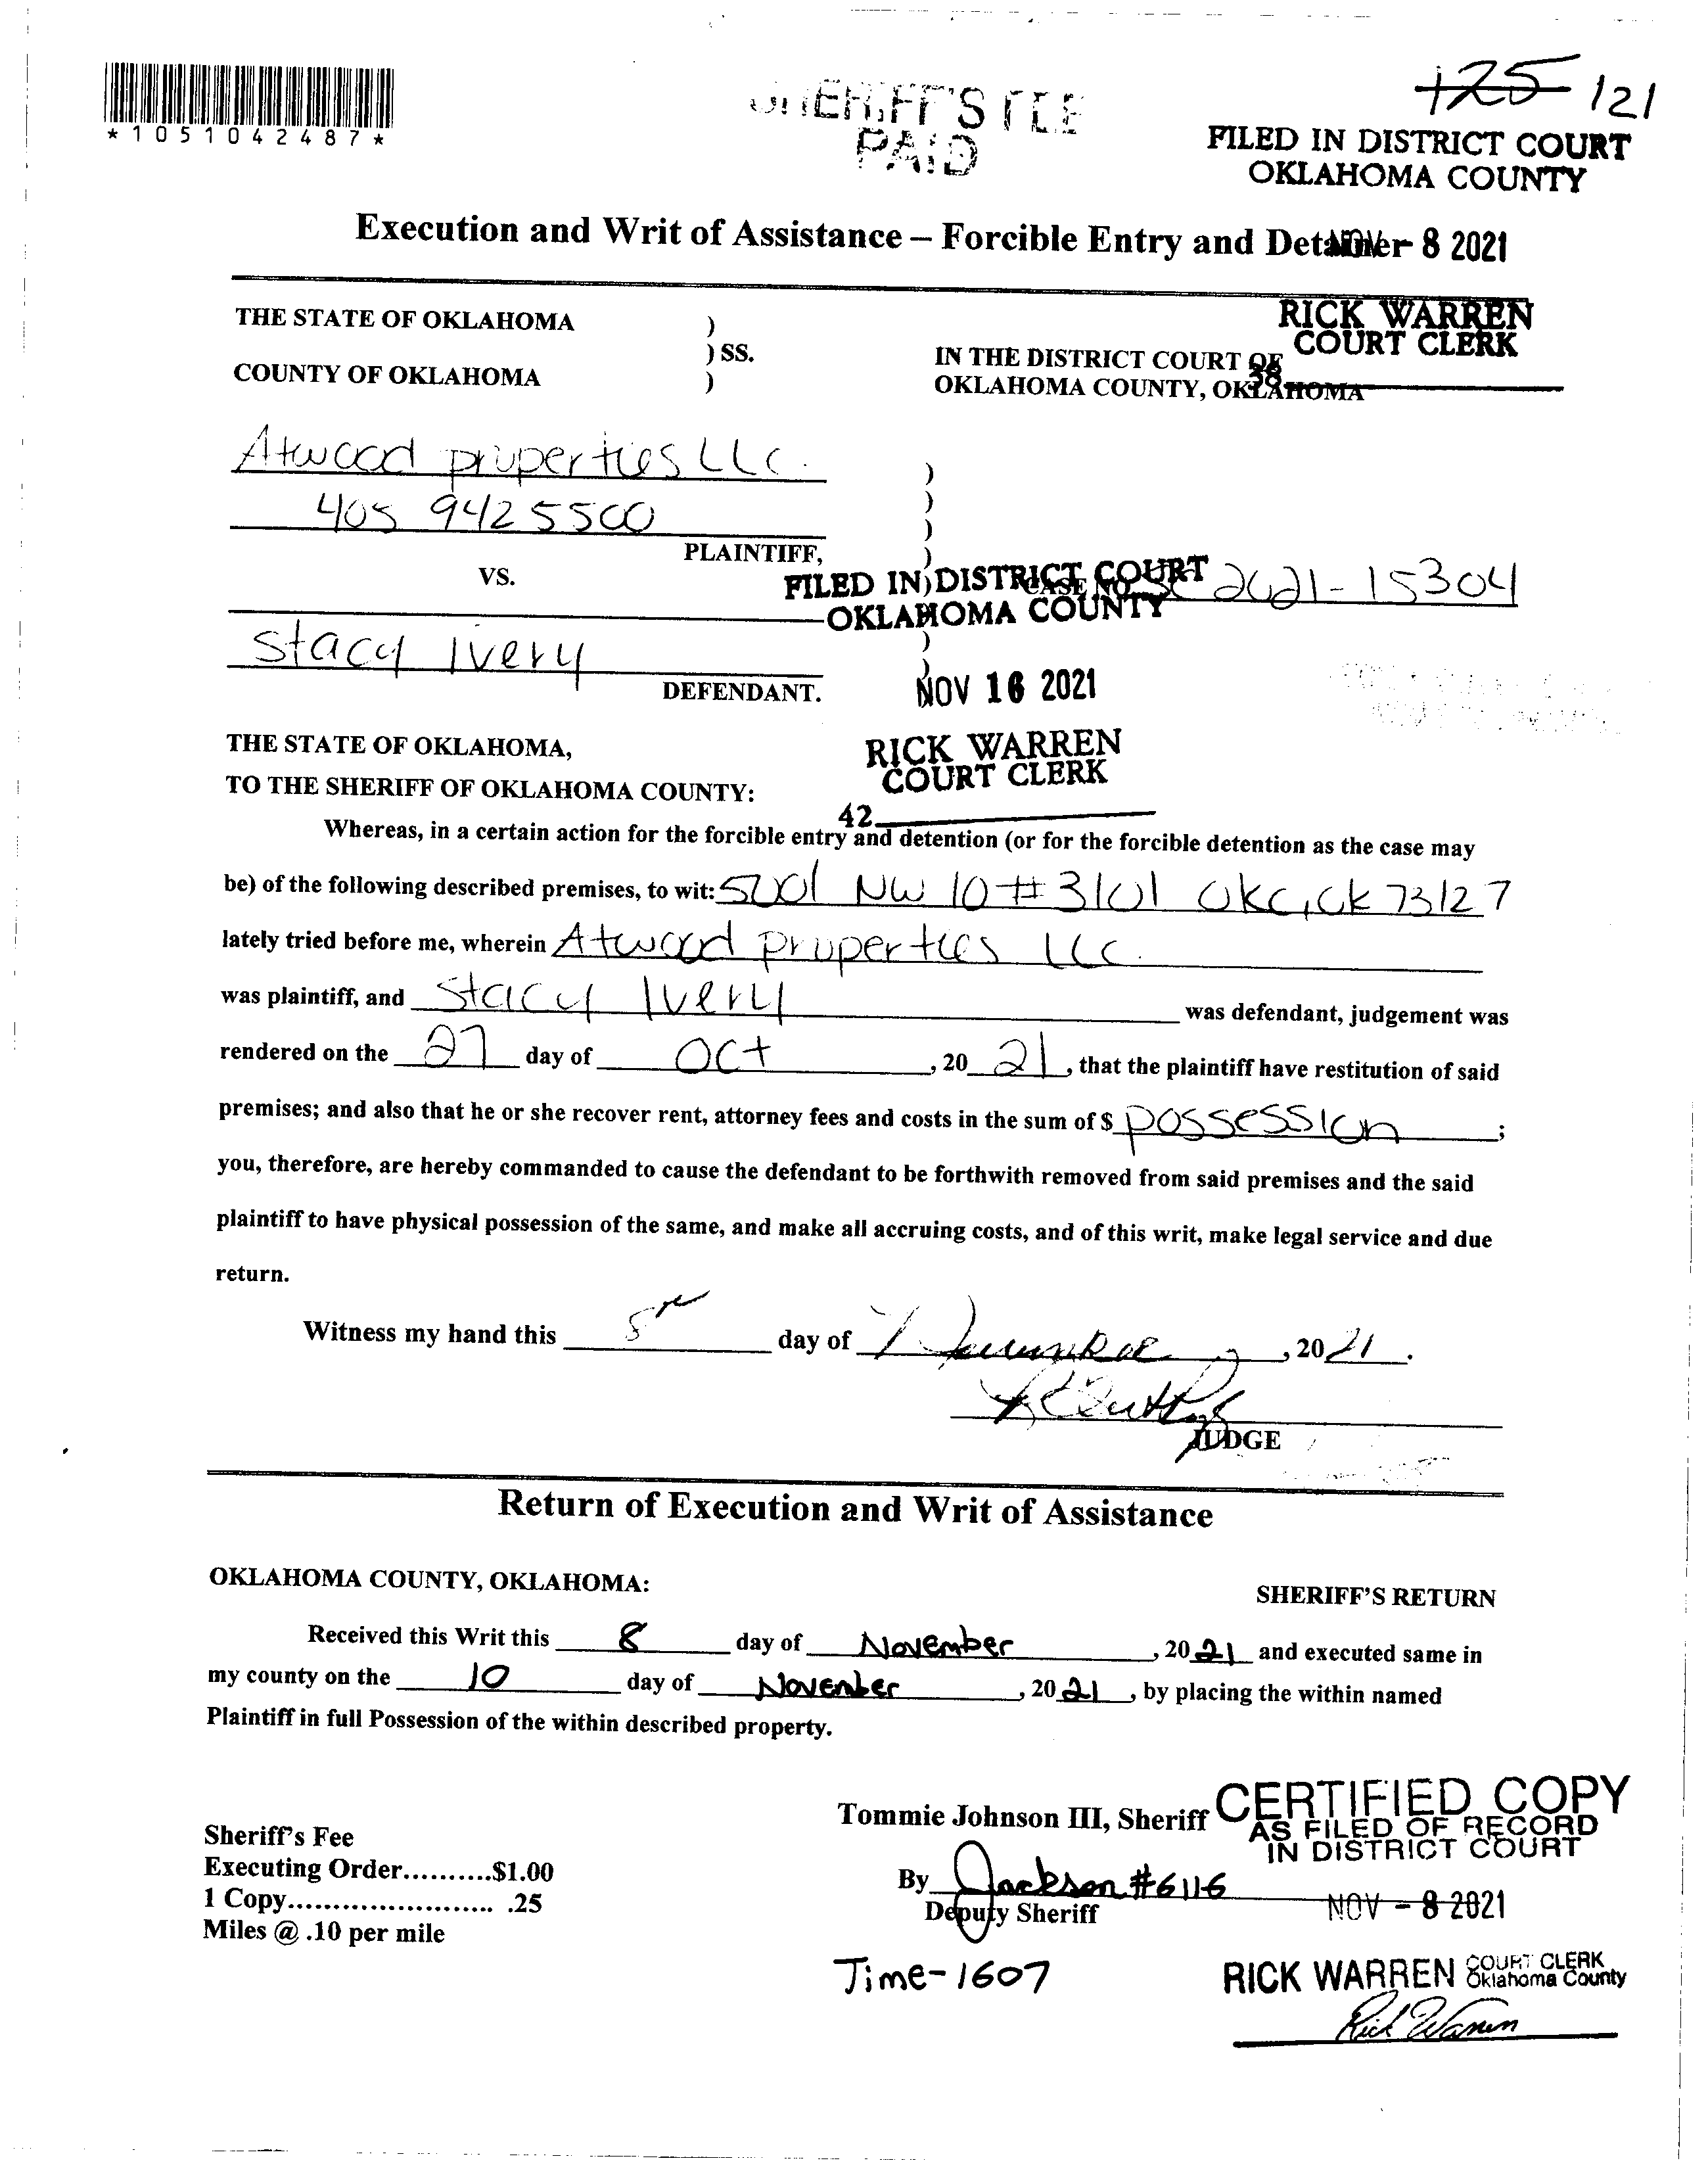 125 121
*1051042487*
SHERIFF'S FEE
PAID
FILED IN DISTRICT COURT
OKLAHOMA COUNTY
Execution and Writ of Assistance – Forcible Entry and Detainer
NOV - 8 2021
RICK WARREN
COURT CLERK
38
THE STATE OF OKLAHOMA )
) SS.
COUNTY OF OKLAHOMA )
IN THE DISTRICT COURT OF
OKLAHOMA COUNTY, OKLAHOMA
Atwood properties LLC.
405 942 5500
PLAINTIFF,
VS.
CASE NO. SC 2021-15304
FILED IN DISTRICT COURT
OKLAHOMA COUNTY
Stacy Ivery
DEFENDANT.
NOV 16 2021
RICK WARREN
COURT CLERK
42
THE STATE OF OKLAHOMA,
TO THE SHERIFF OF OKLAHOMA COUNTY:
Whereas, in a certain action for the forcible entry and detention (or for the forcible detention as the case may
be) of the following described premises, to wit: 5701 NW 10 # 3101 OKC, OK 73127
lately tried before me, wherein Atwood properties LLC.
was plaintiff, and Stacy Ivery was defendant, judgement was
rendered on the 27 day of Oct , 20 21 , that the plaintiff have restitution of said
premises; and also that he or she recover rent, attorney fees and costs in the sum of $ possession ;
you, therefore, are hereby commanded to cause the defendant to be forthwith removed from said premises and the said
plaintiff to have physical possession of the same, and make all accruing costs, and of this writ, make legal service and due
return.
Witness my hand this day of , 20 21 .
JUDGE
Return of Execution and Writ of Assistance
OKLAHOMA COUNTY, OKLAHOMA:
SHERIFF'S RETURN
Received this Writ this 8 day of November , 20 21 and executed same in
my county on the 10 day of November , 20 21 , by placing the within named
Plaintiff in full Possession of the within described property.
Tommie Johnson III, Sheriff
CERTIFIED COPY
AS FILED OF RECORD
IN DISTRICT COURT
Sheriff's Fee
Executing Order..........$1.00
1 Copy....................... .25
Miles @ .10 per mile
By Jackson #6116
Deputy Sheriff
NOV - 8 2021
Time- 1607
RICK WARREN COURT CLERK
Oklahoma County
Rick Warren